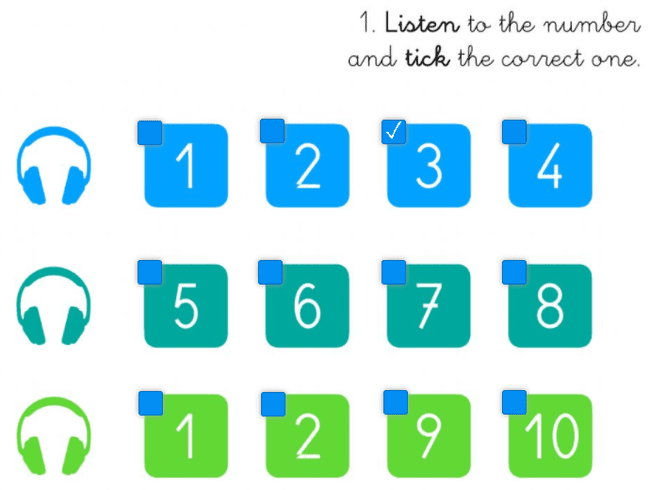 1. Listen to the number
and tick the correct one.
1 2 3 4
5 6 7 8
1 2 9 10